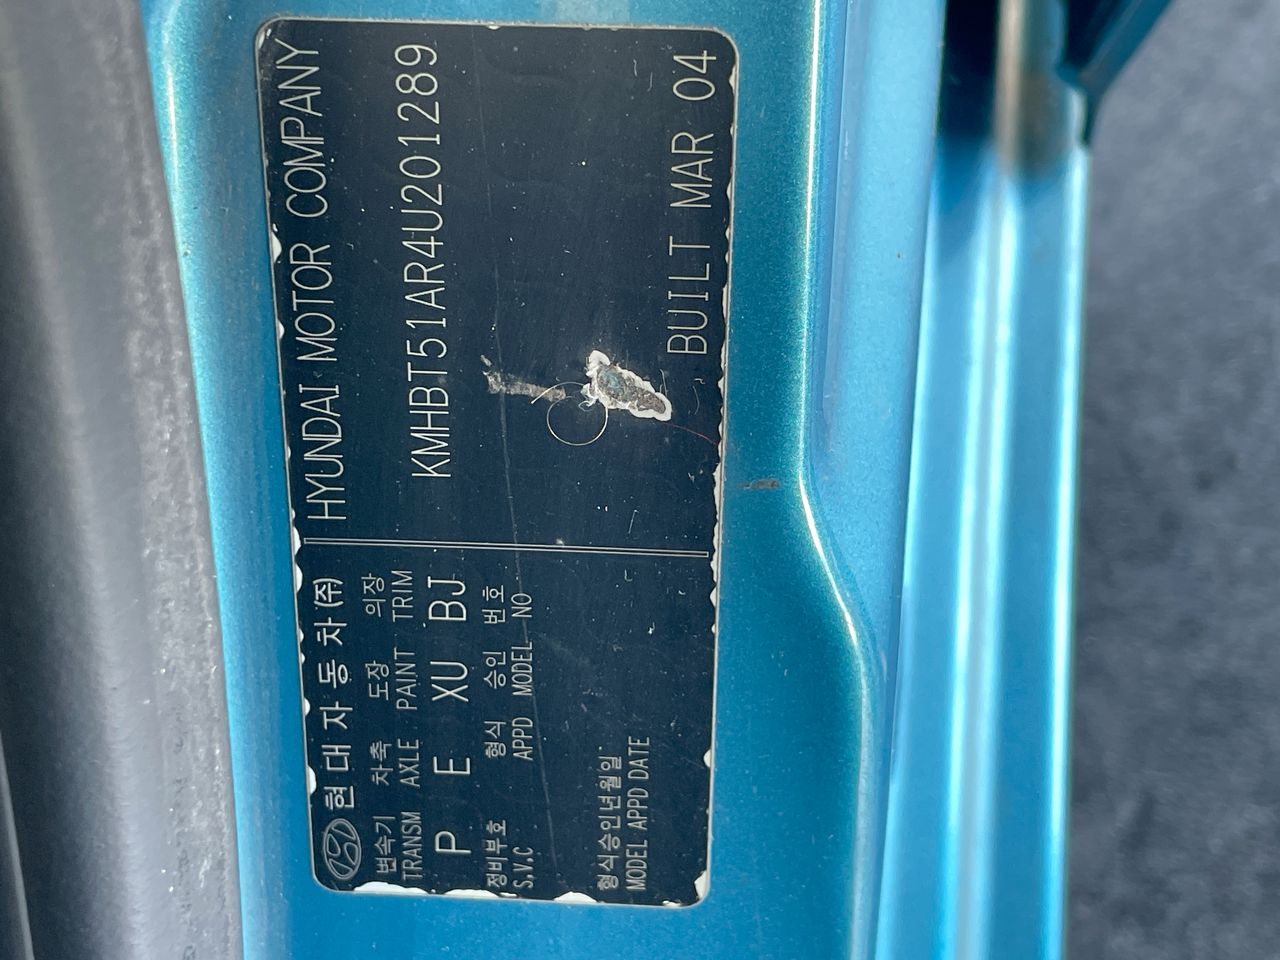 현대자동차(주)
HYUNDAI MOTOR COMPANY
변속기 차축 도장 의장
TRANSM AXLE PAINT TRIM
P E XU BJ
KMHBT51AR4U201289
정비부호 형식 승인 번호
S.V.C APPD MODEL NO
형식승인년월일
MODEL APPD DATE
BUILT MAR 04